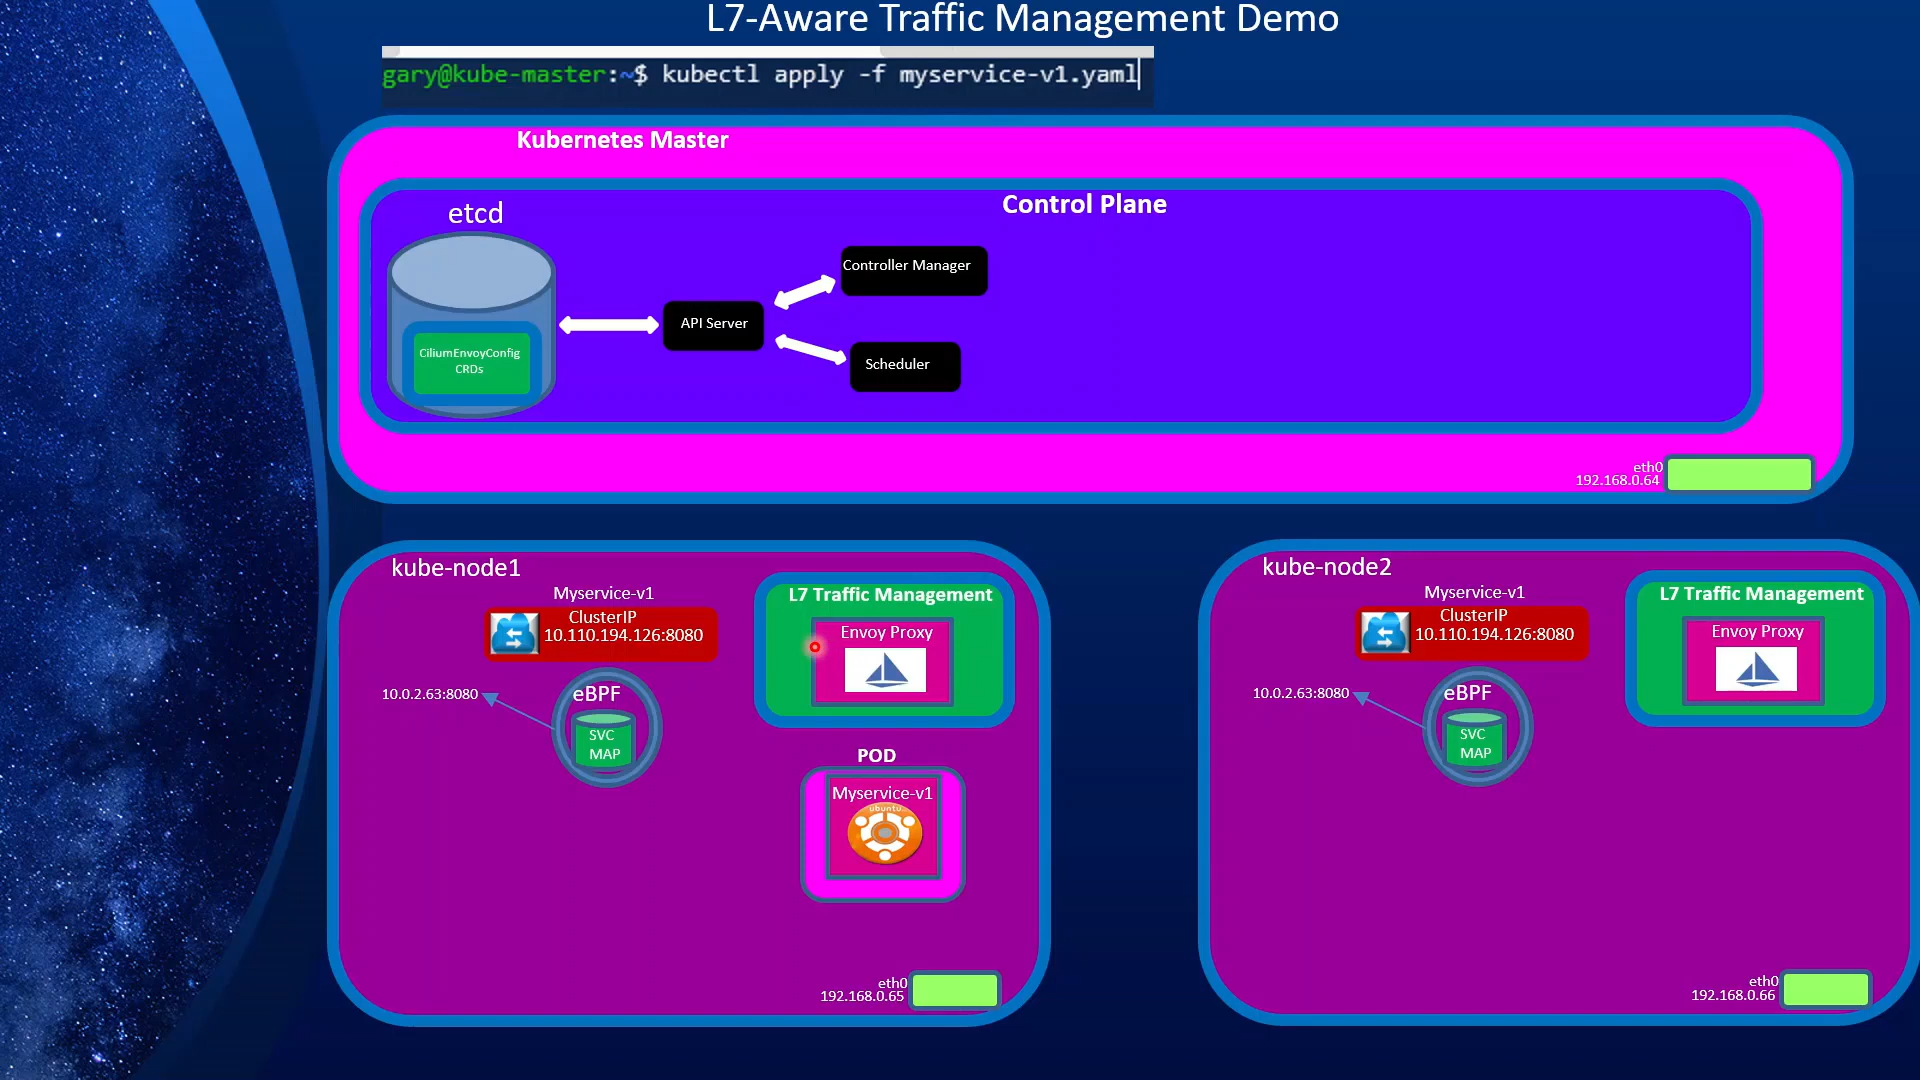 L7-Aware Traffic Management Demo
gary@kube-master:~$ kubectl apply -f myservice-v1.yaml
Kubernetes Master
Control Plane
etcd
Controller Manager
API Server
CiliumEnvoyConfig
CRDs
Scheduler
eth0
192.168.0.64
kube-node1
Myservice-v1
ClusterIP
10.110.194.126:8080
L7 Traffic Management
Envoy Proxy
10.0.2.63:8080
eBPF
SVC
MAP
POD
Myservice-v1
ubuntu
eth0
192.168.0.65
kube-node2
Myservice-v1
ClusterIP
10.110.194.126:8080
L7 Traffic Management
Envoy Proxy
10.0.2.63:8080
eBPF
SVC
MAP
eth0
192.168.0.66